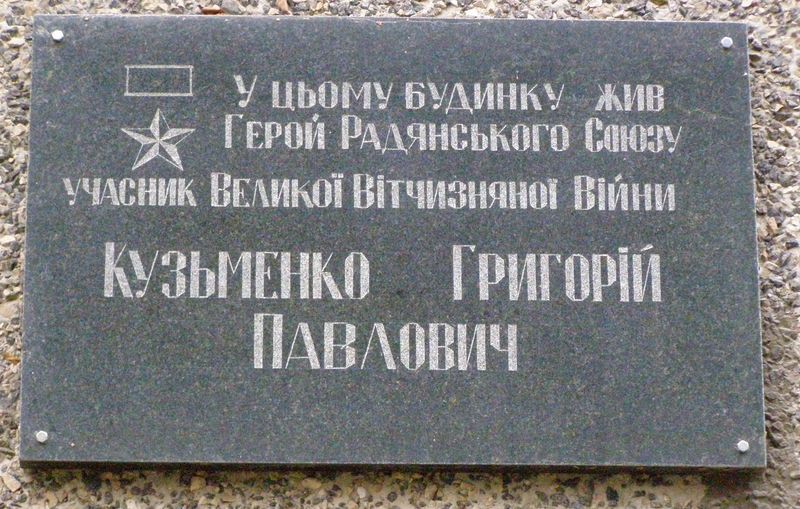 У цьому будинку жив
Герой Радянського Союзу
учасник Великої Вітчизняної Війни
Кузьменко Григорій
Павлович